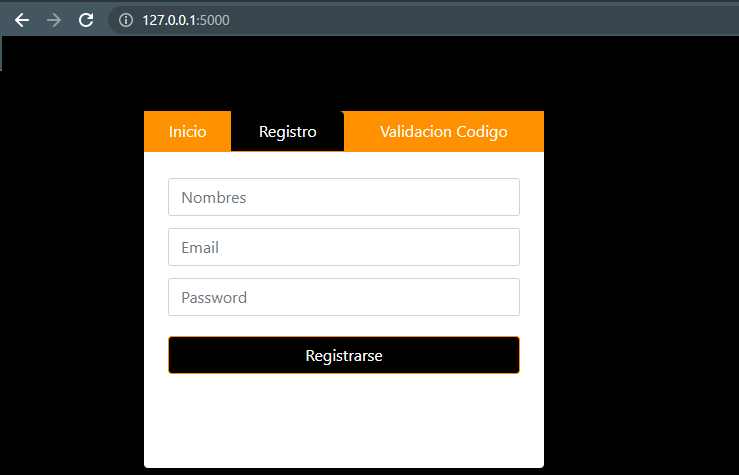 127.0.0.1:5000
Inicio Registro Validacion Codigo
Nombres
Email
Password
Registrarse